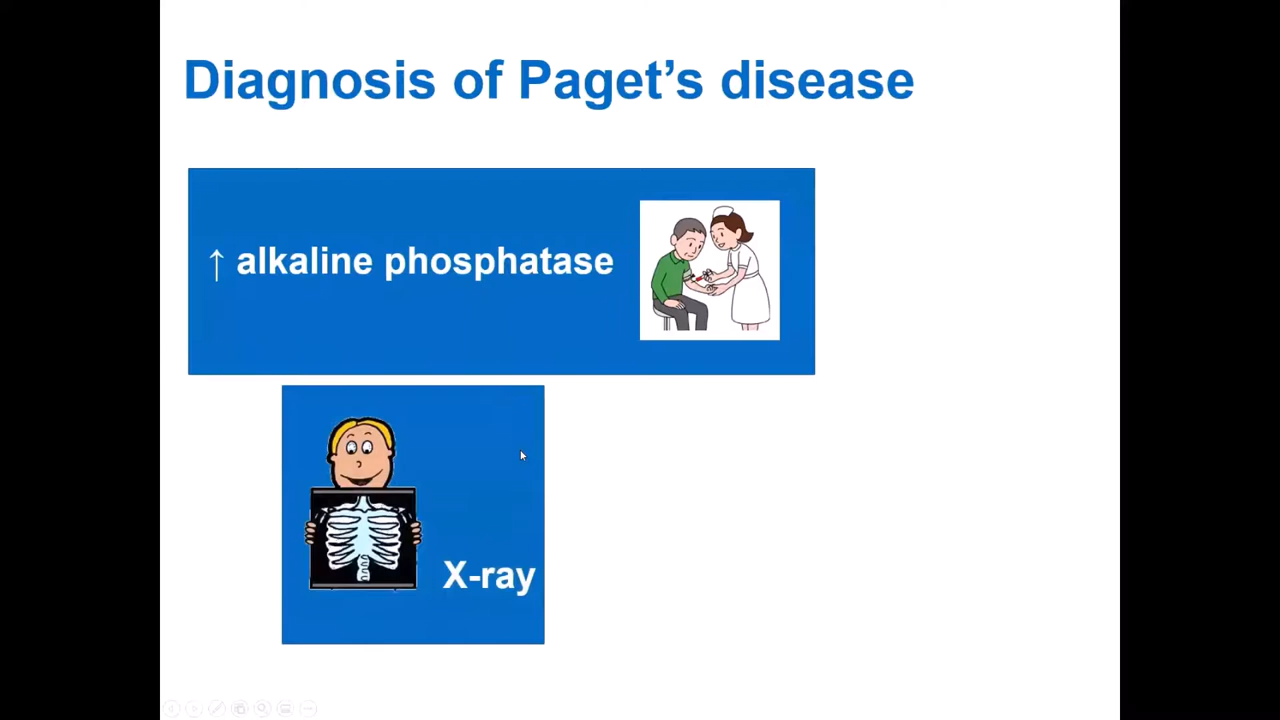 Diagnosis of Paget’s disease
↑ alkaline phosphatase
X-ray